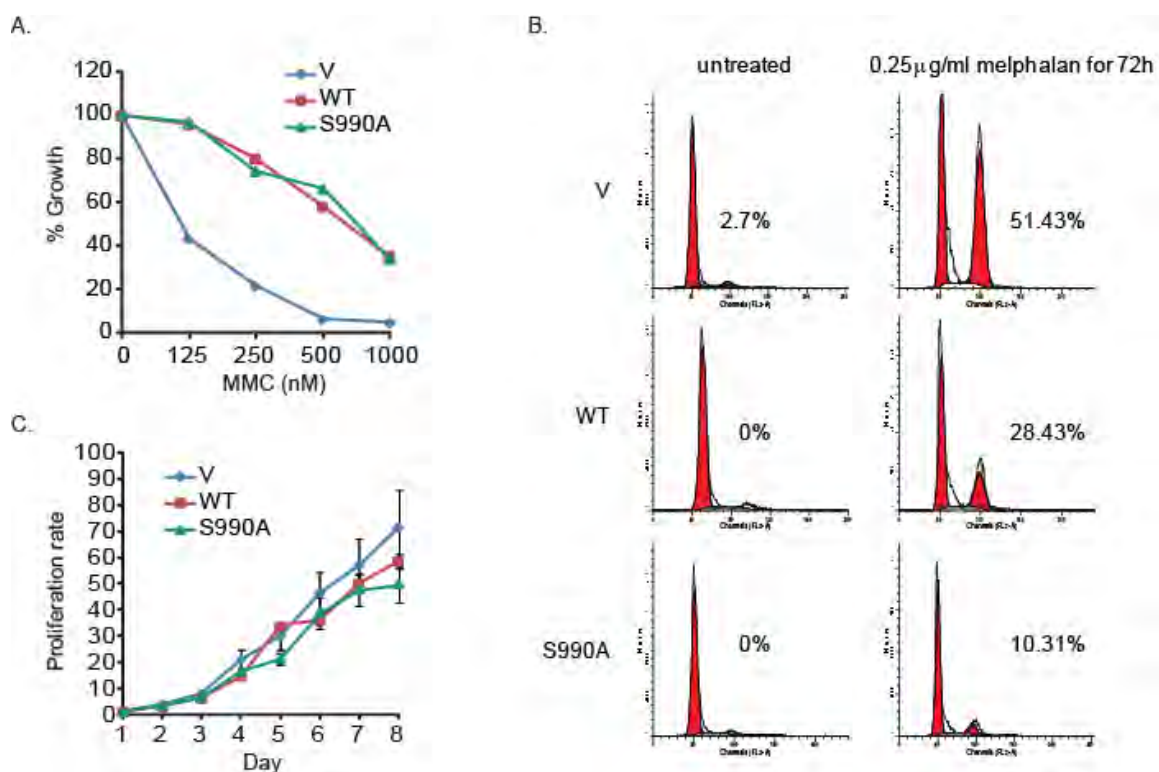 A.
120
100
80
60
40
20
0
% Growth
V
WT
S990A
0 125 250 500 1000
MMC (nM)
B.
untreated 0.25μg/ml melphalan for 72h
V
2.7%
51.43%
WT
0%
28.43%
S990A
0%
10.31%
C.
100
90
80
70
60
50
40
30
20
10
0
Proliferation rate
V
WT
S990A
1 2 3 4 5 6 7 8
Day